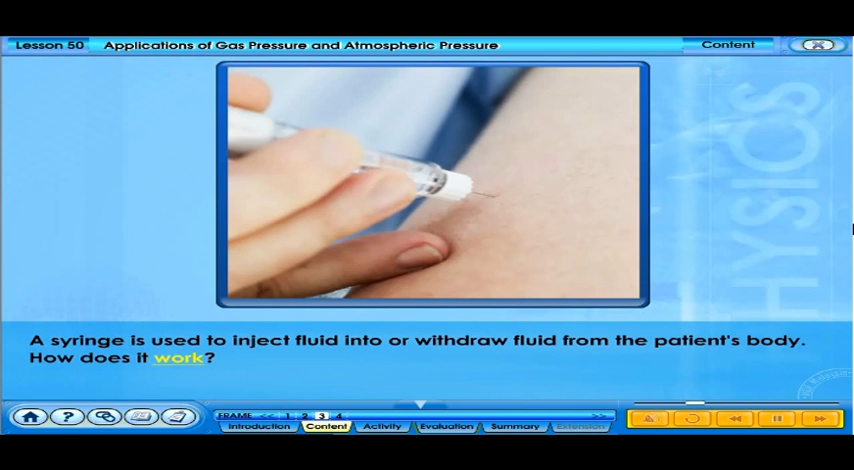 Lesson 50
Applications of Gas Pressure and Atmospheric Pressure
Content
PHYSICS
A syringe is used to inject fluid into or withdraw fluid from the patient's body.
How does it work?
FRAME << 1 2 3 4 >>
Introduction
Content
Activity
Evaluation
Summary
Extension